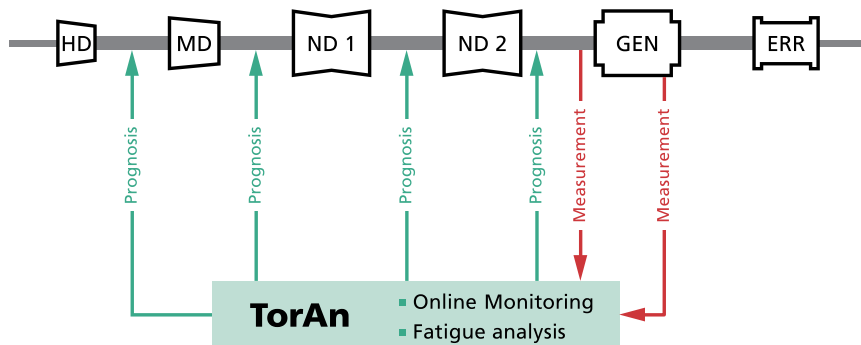 HD
MD
ND 1
ND 2
GEN
ERR
Prognosis
Prognosis
Prognosis
Prognosis
Measurement
Measurement
TorAn
Online Monitoring
Fatigue analysis